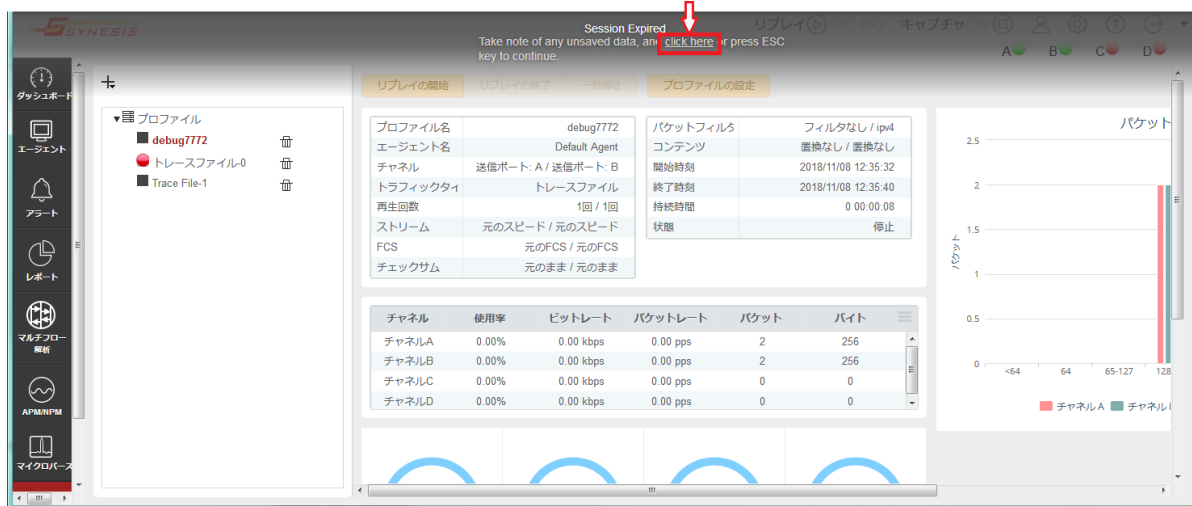 SYNESIS
Session Expired
Take note of any unsaved data, and click here or press ESC
key to continue.
リプレイ
キャプチャ
A
B
C
D
ダッシュボード
エージェント
アラート
レポート
マルチフロー
解析
APM/NPM
マイクロバース
プロファイル
debug7772
トレースファイル-0
Trace File-1
リプレイの開始
リプレイの終了
一時停止
プロファイルの設定
プロファイル名 debug7772
エージェント名 Default Agent
チャネル 送信ポート: A / 送信ポート: B
トラフィックタイ トレースファイル
再生回数 1回 / 1回
ストリーム 元のスピード / 元のスピード
FCS 元のFCS / 元のFCS
チェックサム 元のまま / 元のまま
パケットフィルタ フィルタなし / ipv4
コンテンツ 置換なし / 置換なし
開始時刻 2018/11/08 12:35:32
終了時刻 2018/11/08 12:35:40
持続時間 0 00:00:08
状態 停止
チャネル 使用率 ビットレート パケットレート パケット バイト
チャネルA 0.00% 0.00 kbps 0.00 pps 2 256
チャネルB 0.00% 0.00 kbps 0.00 pps 2 256
チャネルC 0.00% 0.00 kbps 0.00 pps 0 0
チャネルD 0.00% 0.00 kbps 0.00 pps 0 0
パケット
パケット
2.5
2
1.5
1
0.5
0
<64 64 65-127 128
チャネル A チャネル